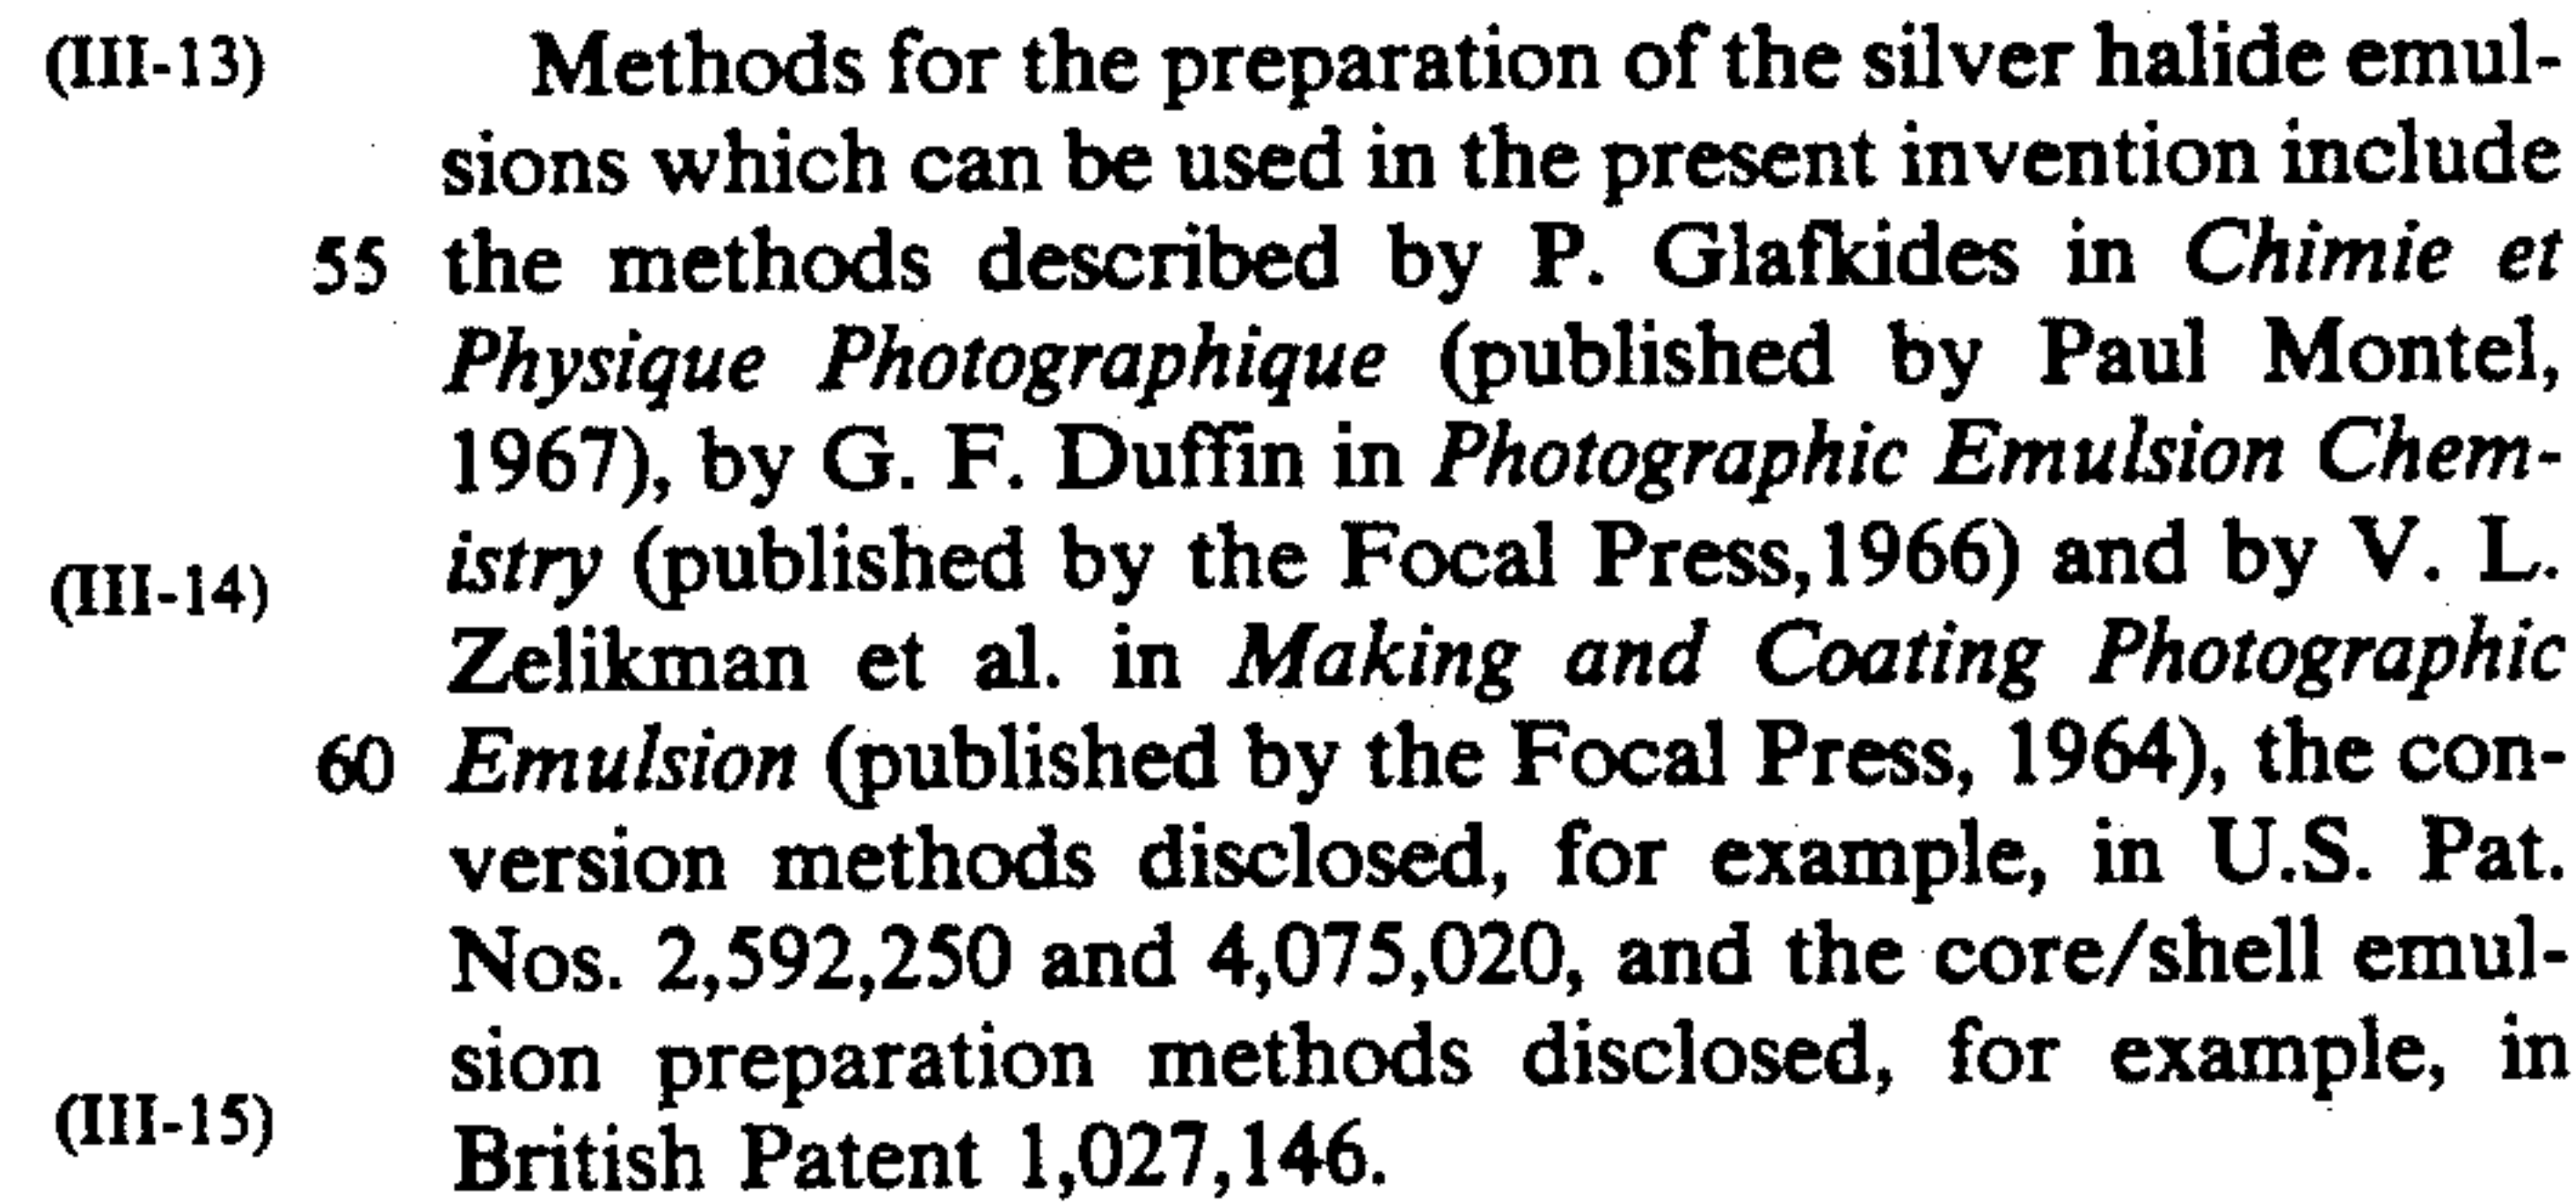 (III-13) Methods for the preparation of the silver halide emul-
sions which can be used in the present invention include
55 the methods described by P. Glafkides in Chimie et
Physique Photographique (published by Paul Montel,
1967), by G. F. Duffin in Photographic Emulsion Chem-
(III-14) istry (published by the Focal Press,1966) and by V. L.
Zelikman et al. in Making and Coating Photographic
60 Emulsion (published by the Focal Press, 1964), the con-
version methods disclosed, for example, in U.S. Pat.
Nos. 2,592,250 and 4,075,020, and the core/shell emul-
sion preparation methods disclosed, for example, in
(III-15) British Patent 1,027,146.